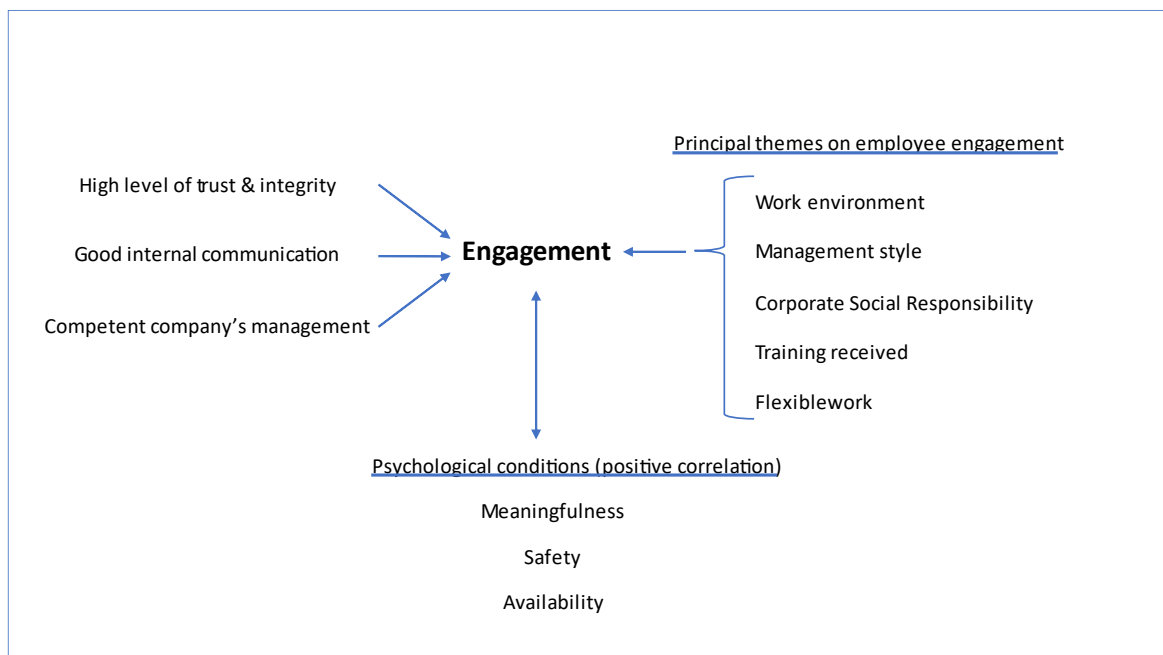 Principal themes on employee engagement
High level of trust & integrity
Good internal communication
Competent company’s management
Engagement
Work environment
Management style
Corporate Social Responsibility
Training received
Flexiblework
Psychological conditions (positive correlation)
Meaningfulness
Safety
Availability